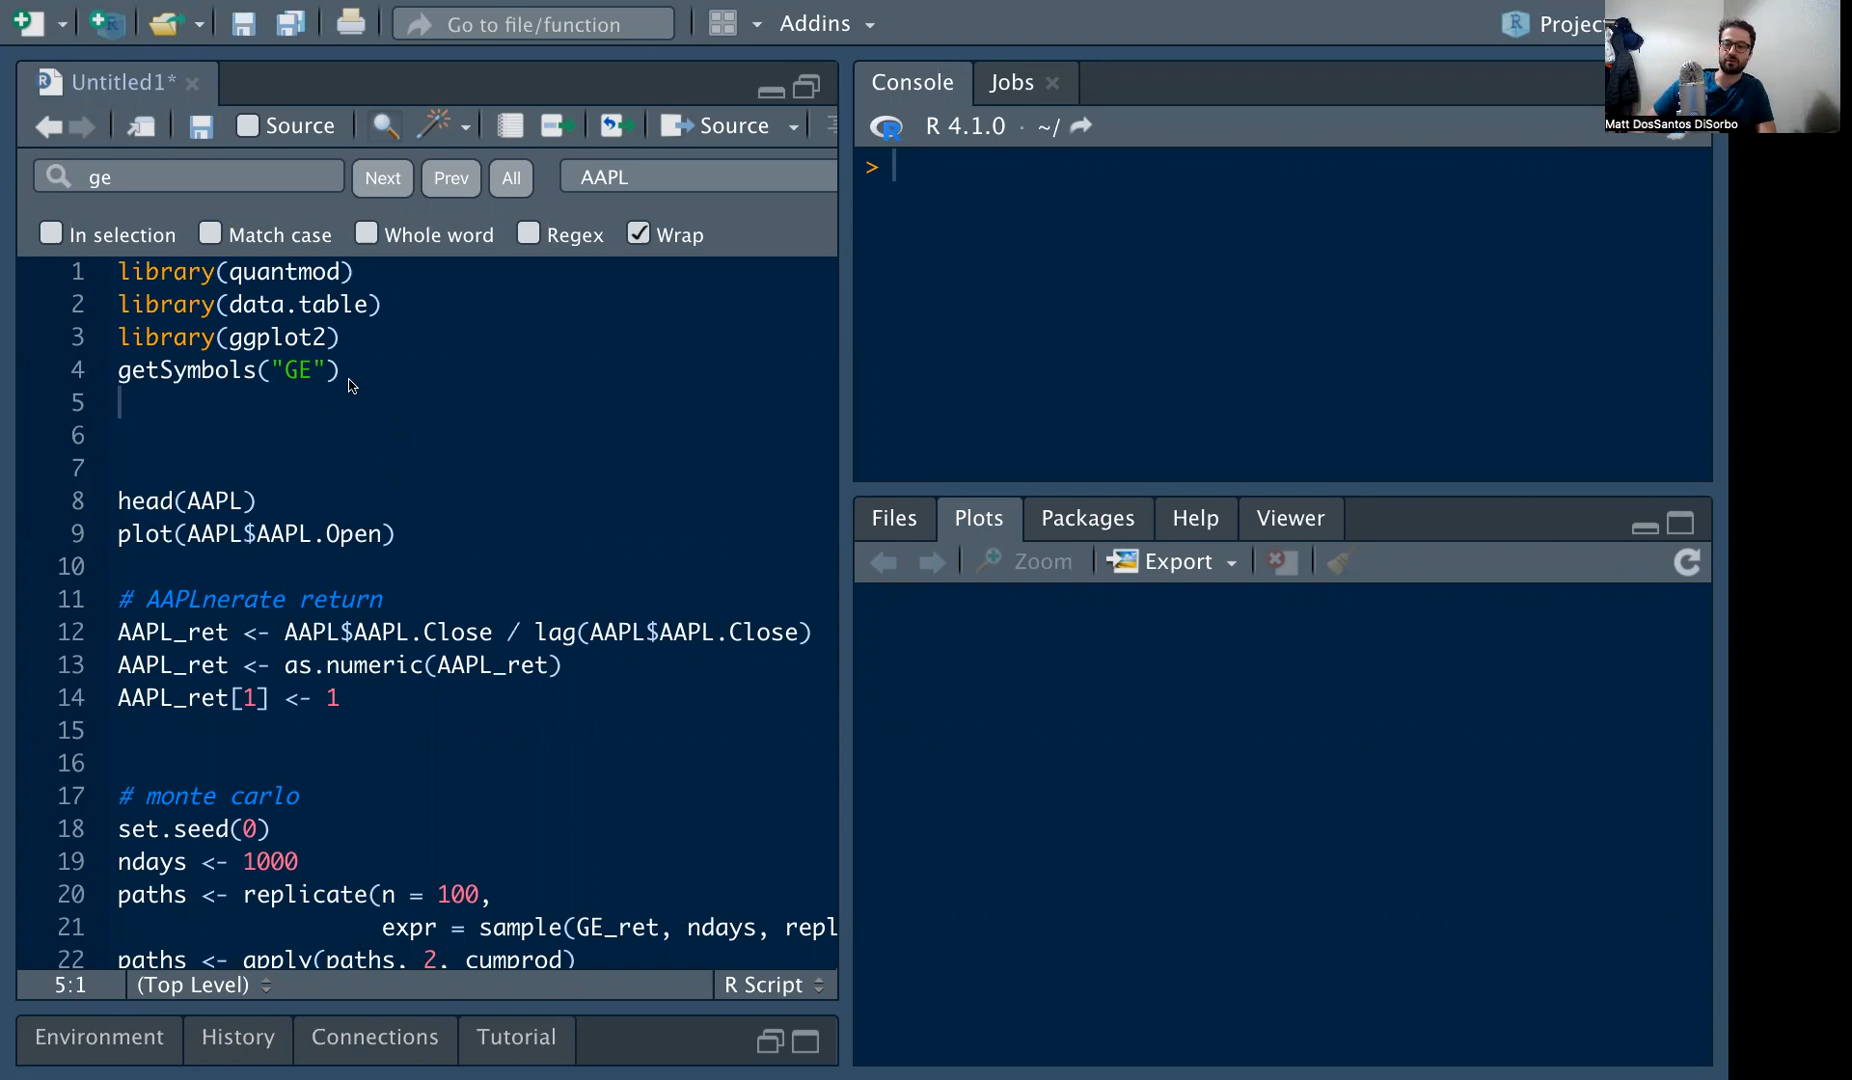 Go to file/function
Addins
Projec
Matt DosSantos DiSorbo
Untitled1*
Source
Source
ge
Next
Prev
All
AAPL
In selection
Match case
Whole word
Regex
Wrap
1 library(quantmod)
2 library(data.table)
3 library(ggplot2)
4 getSymbols("GE")
5
6
7
8 head(AAPL)
9 plot(AAPL$AAPL.Open)
10
11 # AAPLnerate return
12 AAPL_ret <- AAPL$AAPL.Close / lag(AAPL$AAPL.Close)
13 AAPL_ret <- as.numeric(AAPL_ret)
14 AAPL_ret[1] <- 1
15
16
17 # monte carlo
18 set.seed(0)
19 ndays <- 1000
20 paths <- replicate(n = 100,
21 expr = sample(GE_ret, ndays, repl
22 paths <- apply(paths, 2, cumprod)
5:1
(Top Level)
R Script
Environment
History
Connections
Tutorial
Console
Jobs
R 4.1.0 · ~/
>
Files
Plots
Packages
Help
Viewer
Zoom
Export